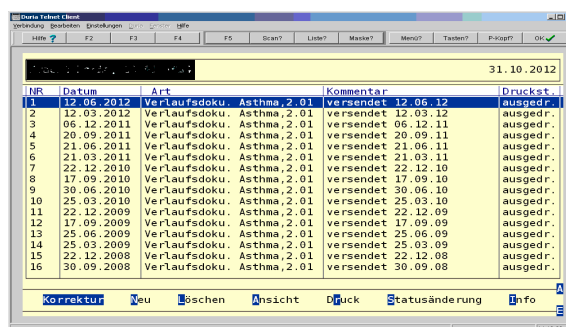 Duria Telnet Client
Verbindung Bearbeiten Einstellungen Hilfe
Hilfe ? F2 F3 F4 F5 Scan? Liste? Maske? Menü? Tasten? P-Kopf? OK
31.10.2012
NR Datum Art Kommentar Druckst.
1 12.06.2012 Verlaufsdoku. Asthma,2.01 versendet 12.06.12 ausgedr.
2 12.03.2012 Verlaufsdoku. Asthma,2.01 versendet 12.03.12 ausgedr.
3 06.12.2011 Verlaufsdoku. Asthma,2.01 versendet 06.12.11 ausgedr.
4 20.09.2011 Verlaufsdoku. Asthma,2.01 versendet 20.09.11 ausgedr.
5 21.06.2011 Verlaufsdoku. Asthma,2.01 versendet 21.06.11 ausgedr.
6 21.03.2011 Verlaufsdoku. Asthma,2.01 versendet 21.03.11 ausgedr.
7 22.12.2010 Verlaufsdoku. Asthma,2.01 versendet 22.12.10 ausgedr.
8 17.09.2010 Verlaufsdoku. Asthma,2.01 versendet 17.09.10 ausgedr.
9 30.06.2010 Verlaufsdoku. Asthma,2.01 versendet 30.06.10 ausgedr.
10 25.03.2010 Verlaufsdoku. Asthma,2.01 versendet 25.03.10 ausgedr.
11 22.12.2009 Verlaufsdoku. Asthma,2.01 versendet 22.12.09 ausgedr.
12 17.09.2009 Verlaufsdoku. Asthma,2.01 versendet 17.09.09 ausgedr.
13 25.06.2009 Verlaufsdoku. Asthma,2.01 versendet 25.06.09 ausgedr.
14 25.03.2009 Verlaufsdoku. Asthma,2.01 versendet 25.03.09 ausgedr.
15 22.12.2008 Verlaufsdoku. Asthma,2.01 versendet 22.12.08 ausgedr.
16 30.09.2008 Verlaufsdoku. Asthma,2.01 versendet 30.09.08 ausgedr.
A
Korrektur Neu Löschen Ansicht Druck Statusänderung Info
E